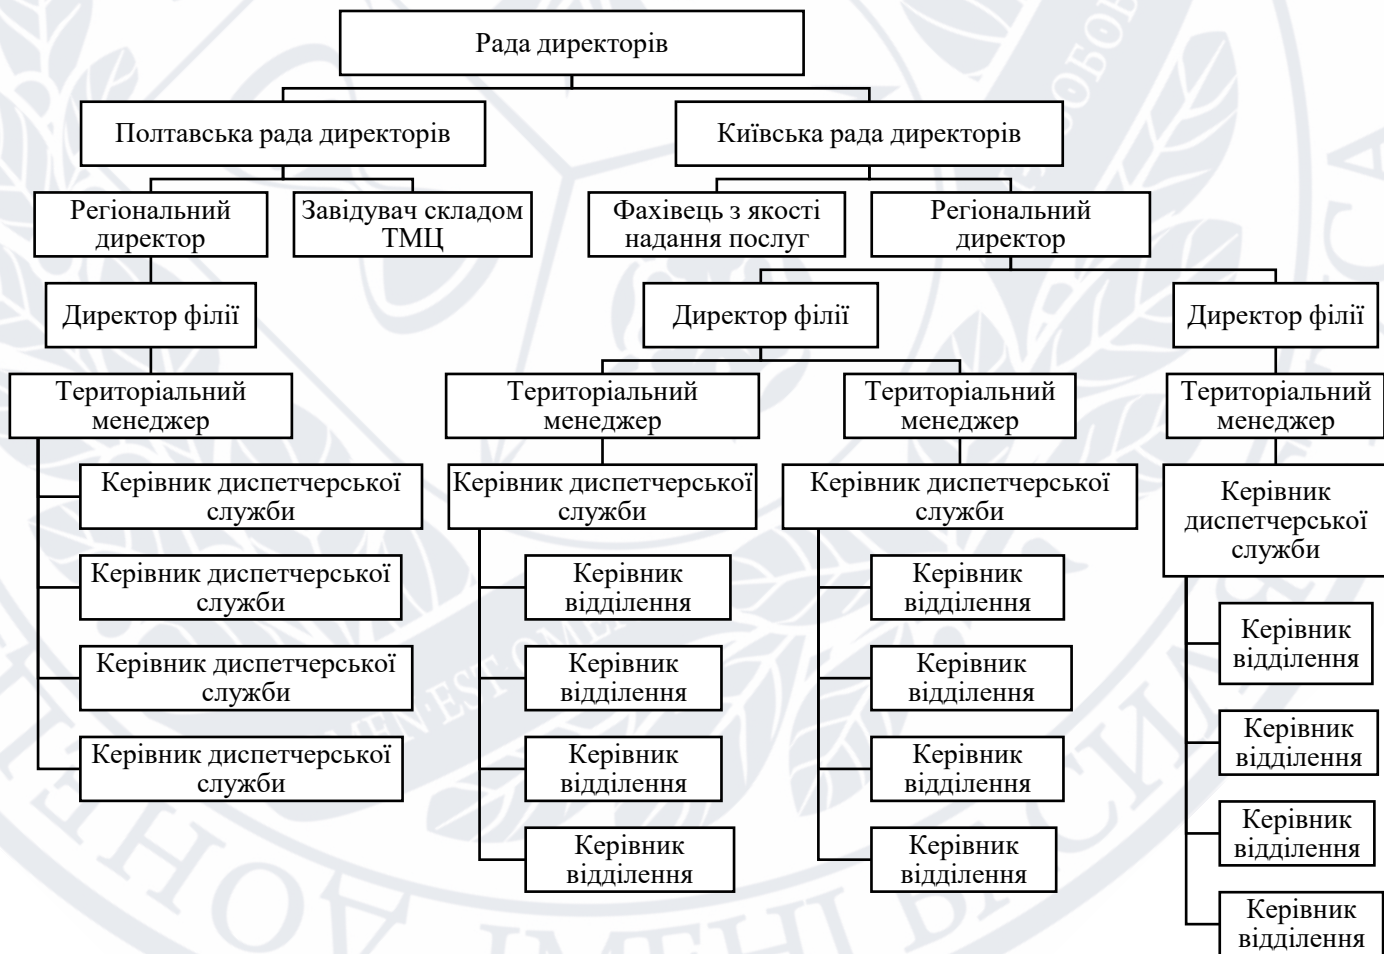 Рада директорів
Полтавська рада директорів
Київська рада директорів
Регіональний
директор
Завідувач складом
ТМЦ
Фахівець з якості
надання послуг
Регіональний
директор
Директор філії
Директор філії
Директор філії
Територіальний
менеджер
Територіальний
менеджер
Територіальний
менеджер
Територіальний
менеджер
Керівник диспетчерської
служби
Керівник диспетчерської
служби
Керівник диспетчерської
служби
Керівник диспетчерської
служби
Керівник диспетчерської
служби
Керівник
відділення
Керівник
відділення
Керівник
відділення
Керівник
відділення
Керівник диспетчерської
служби
Керівник
відділення
Керівник
відділення
Керівник
відділення
Керівник
відділення
Керівник
диспетчерської
служби
Керівник
відділення
Керівник
відділення
Керівник
відділення
Керівник
відділення